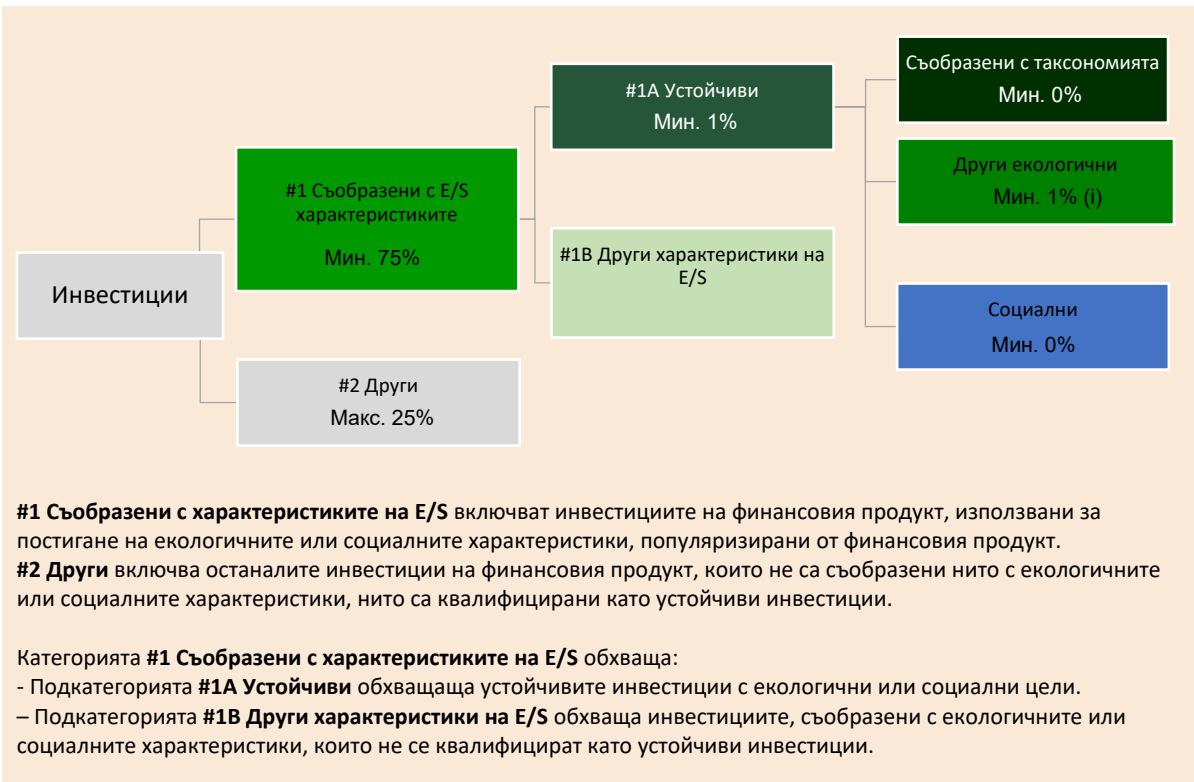 Съобразени с таксономията
Мин. 0%
#1A Устойчиви
Мин. 1%
Други екологични
Мин. 1% (i)
#1 Съобразени с E/S
характеристиките
Мин. 75%
#1B Други характеристики на
E/S
Инвестиции
Социални
Мин. 0%
#2 Други
Макс. 25%
#1 Съобразени с характеристиките на E/S включват инвестициите на финансовия продукт, използвани за
постигане на екологичните или социалните характеристики, популяризирани от финансовия продукт.
#2 Други включва останалите инвестиции на финансовия продукт, които не са съобразени нито с екологичните
или социалните характеристики, нито са квалифицирани като устойчиви инвестиции.
Категорията #1 Съобразени с характеристиките на E/S обхваща:
- Подкатегорията #1A Устойчиви обхващаща устойчивите инвестиции с екологични или социални цели.
– Подкатегорията #1B Други характеристики на E/S обхваща инвестициите, съобразени с екологичните или
социалните характеристики, които не се квалифицират като устойчиви инвестиции.